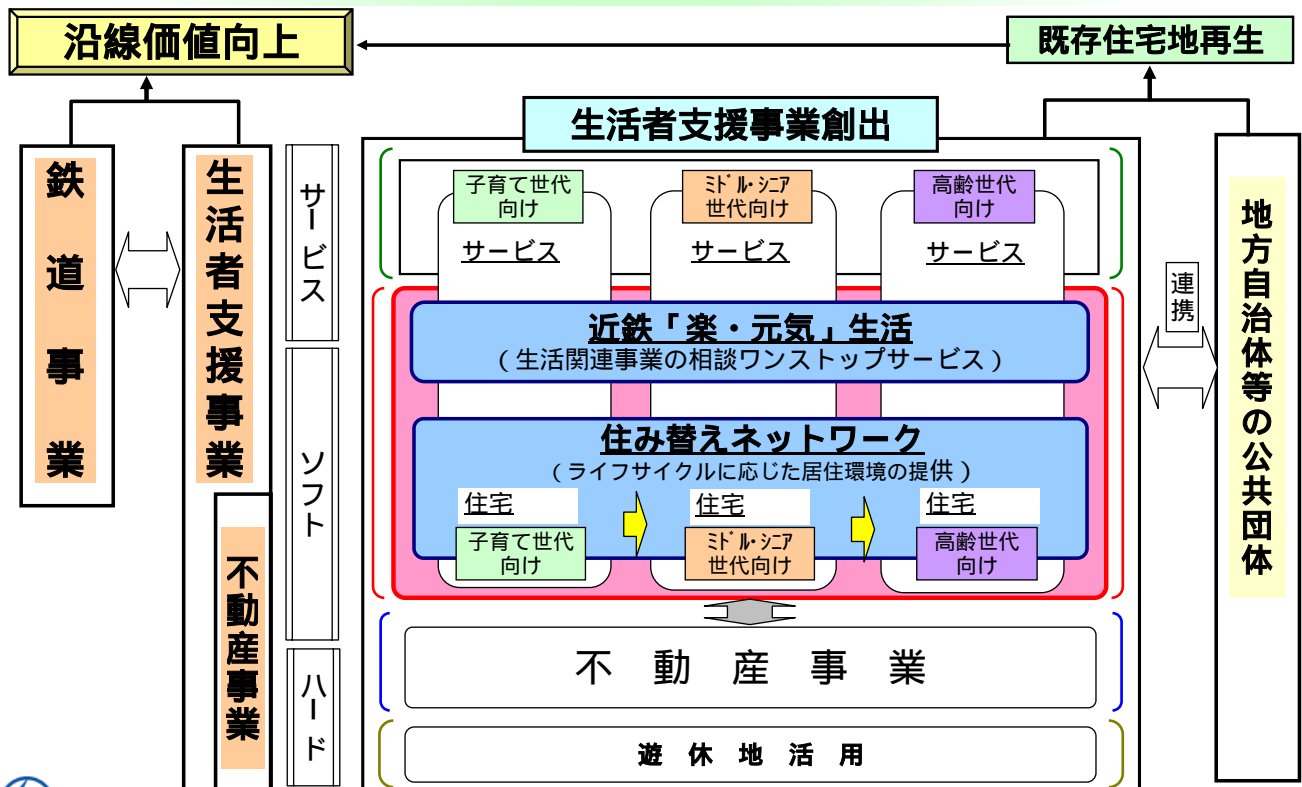 沿線価値向上
既存住宅地再生
生活者支援事業創出
鉄道事業
生活者支援事業
不動産事業
サービス
ソフト
ハード
子育て世代
向け
サービス
ﾐﾄﾞﾙ・ｼﾆｱ
世代向け
サービス
高齢世代
向け
サービス
近鉄「楽・元気」生活
（生活関連事業の相談ワンストップサービス）
住み替えネットワーク
（ライフサイクルに応じた居住環境の提供）
住宅
子育て世代
向け
住宅
ﾐﾄﾞﾙ・ｼﾆｱ
世代向け
住宅
高齢世代
向け
不動産事業
遊休地活用
連携
地方自治体等の公共団体